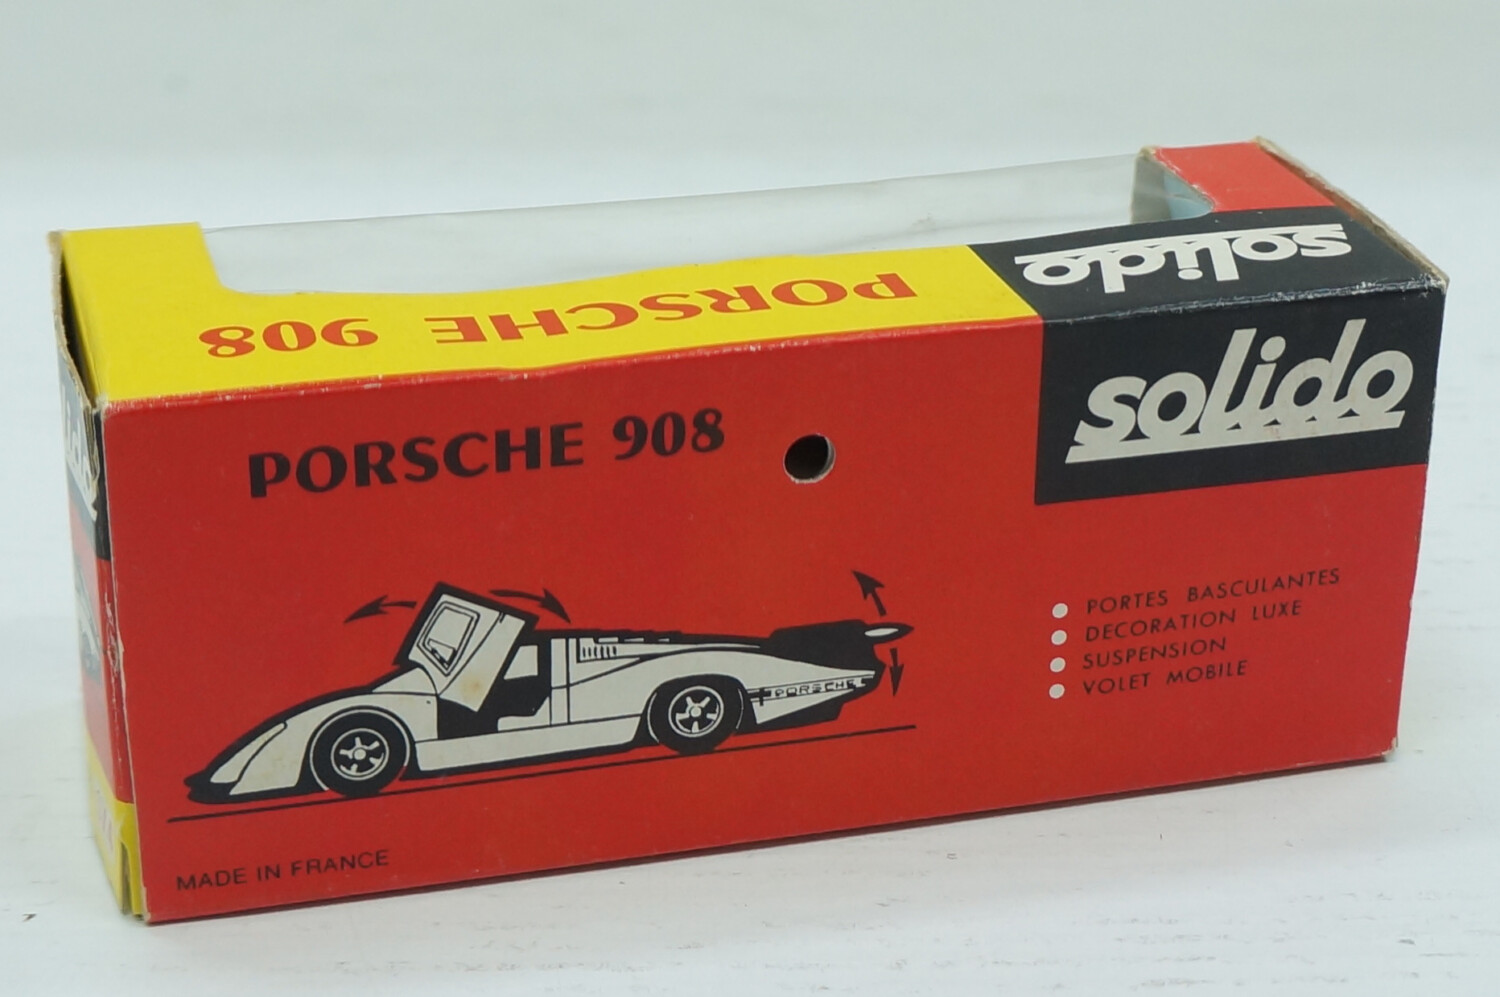 solido
PORSCHE 908
solido
PORSCHE 908
PORTES BASCULANTES
DECORATION LUXE
SUSPENSION
VOLET MOBILE
PORSCHE
MADE IN FRANCE